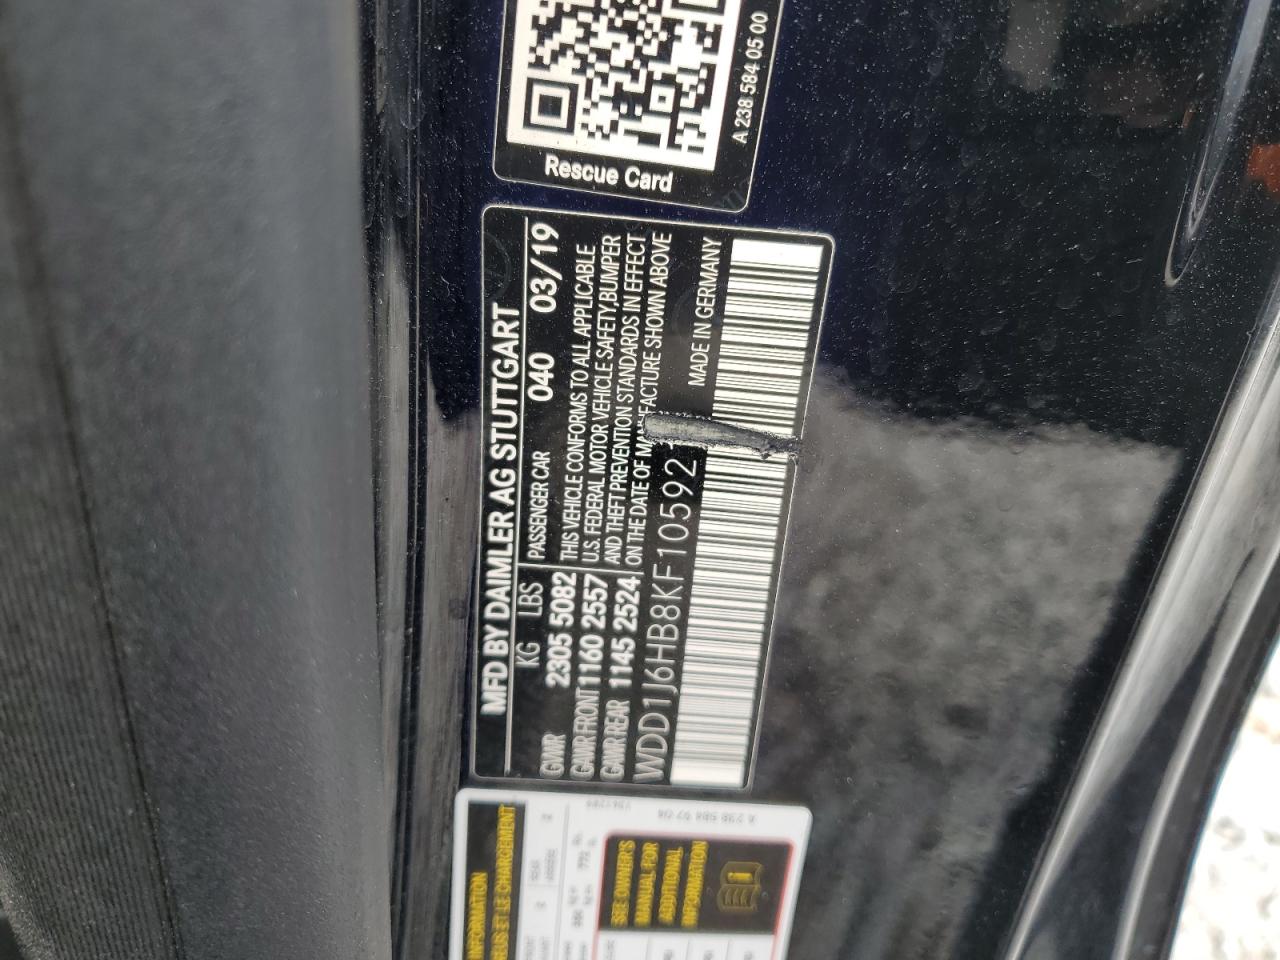 Rescue Card
A 238 584 05 00
MFD BY DAIMLER AG STUTTGART
KG LBS
GVWR 2305 5082
GAWR FRONT 1160 2557
GAWR REAR 1145 2524
PASSENGER CAR 040 03/19
THIS VEHICLE CONFORMS TO ALL APPLICABLE
U.S. FEDERAL MOTOR VEHICLE SAFETY, BUMPER
AND THEFT PREVENTION STANDARDS IN EFFECT
ON THE DATE OF MANUFACTURE SHOWN ABOVE
WDD1J6HB8KF10592
MADE IN GERMANY
INFORMATION
SEE OWNER'S
MANUAL FOR
ADDITIONAL
INFORMATION